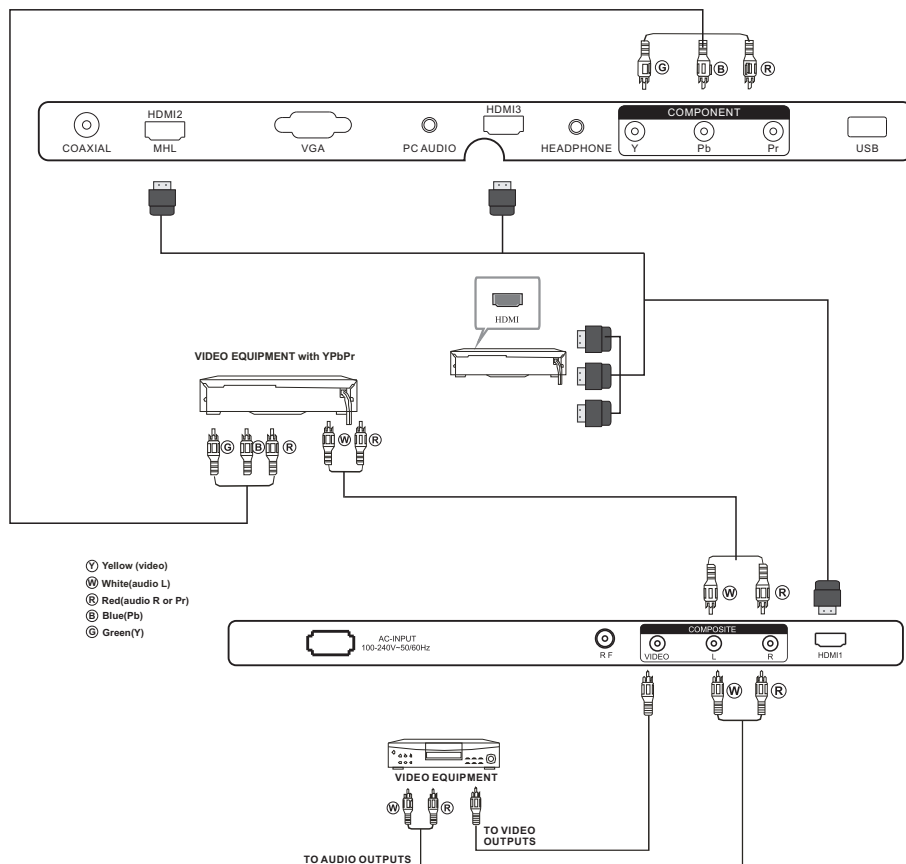 G B R
COMPONENT
HDMI2 HDMI3
COAXIAL MHL VGA PC AUDIO HEADPHONE Y Pb Pr USB
HDMI
VIDEO EQUIPMENT with YPbPr
G B R W R
Y Yellow (video)
W White(audio L)
R Red(audio R or Pr)
B Blue(Pb)
G Green(Y)
W R
AC-INPUT
100-240V~50/60Hz
R F
COMPOSITE
VIDEO L R
HDMI1
W R
VIDEO EQUIPMENT
W R
TO VIDEO
OUTPUTS
TO AUDIO OUTPUTS